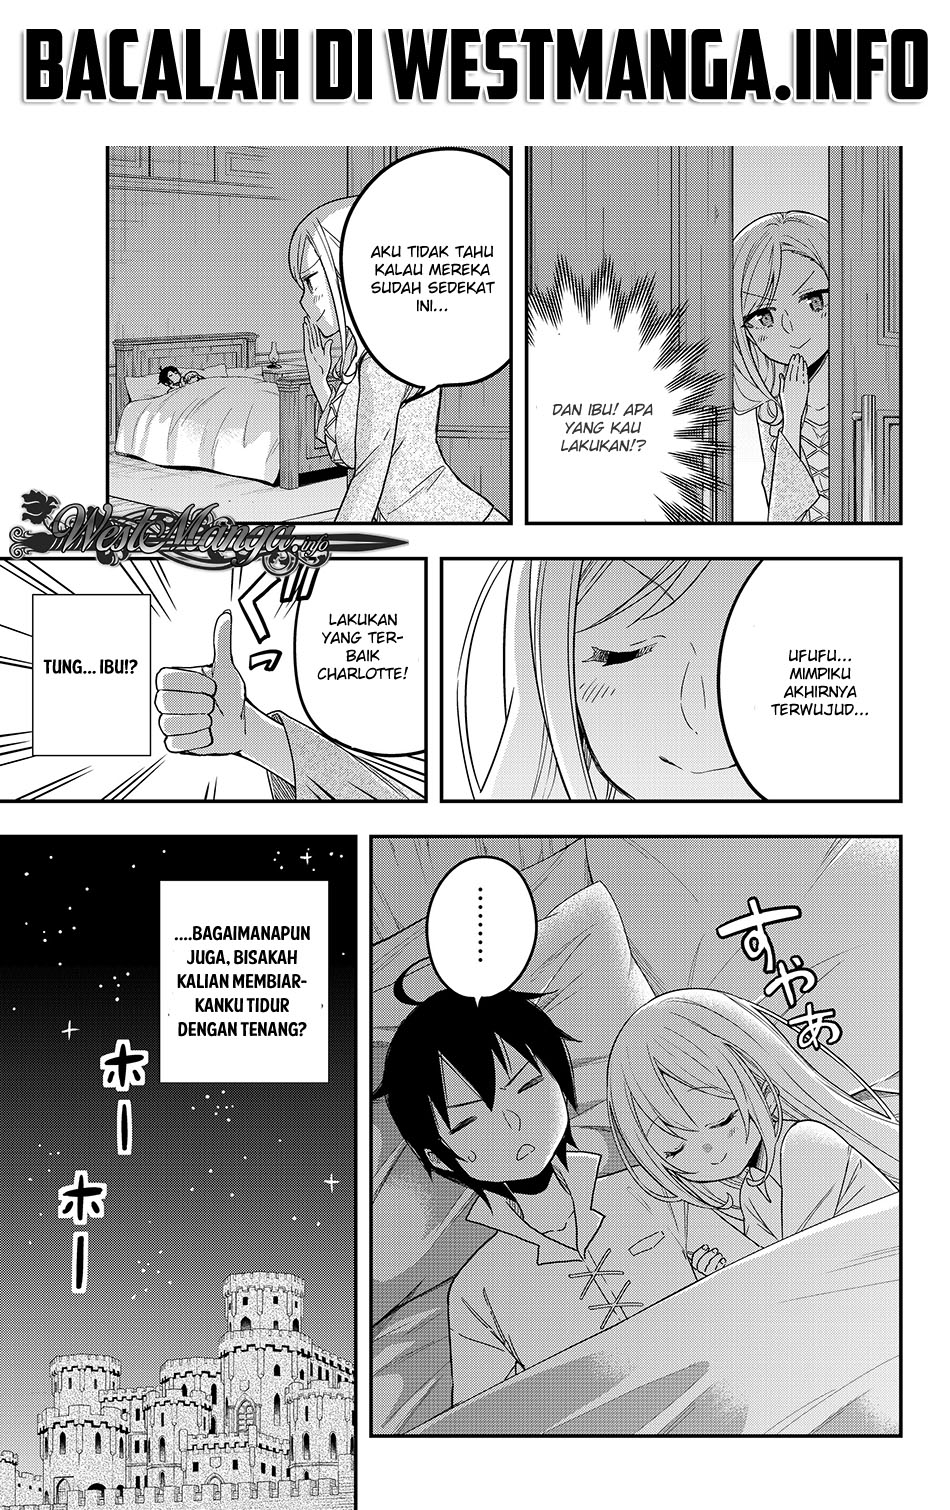 BACALAH DI WESTMANGA.INFO
DAN IBU! APA
YANG KAU
LAKUKAN!?
AKU TIDAK TAHU
KALAU MEREKA
SUDAH SEDEKAT
INI...
WestManga.info
UFUFU...
MIMPIKU
AKHIRNYA
TERWUJUD...
LAKUKAN
YANG TER-
BAIK
CHARLOTTE!
グッ
TUNG... IBU!?
.........
すやぁ
....BAGAIMANAPUN
JUGA, BISAKAH
KALIAN MEMBIAR-
KANKU TIDUR
DENGAN TENANG?
ホー
ホー